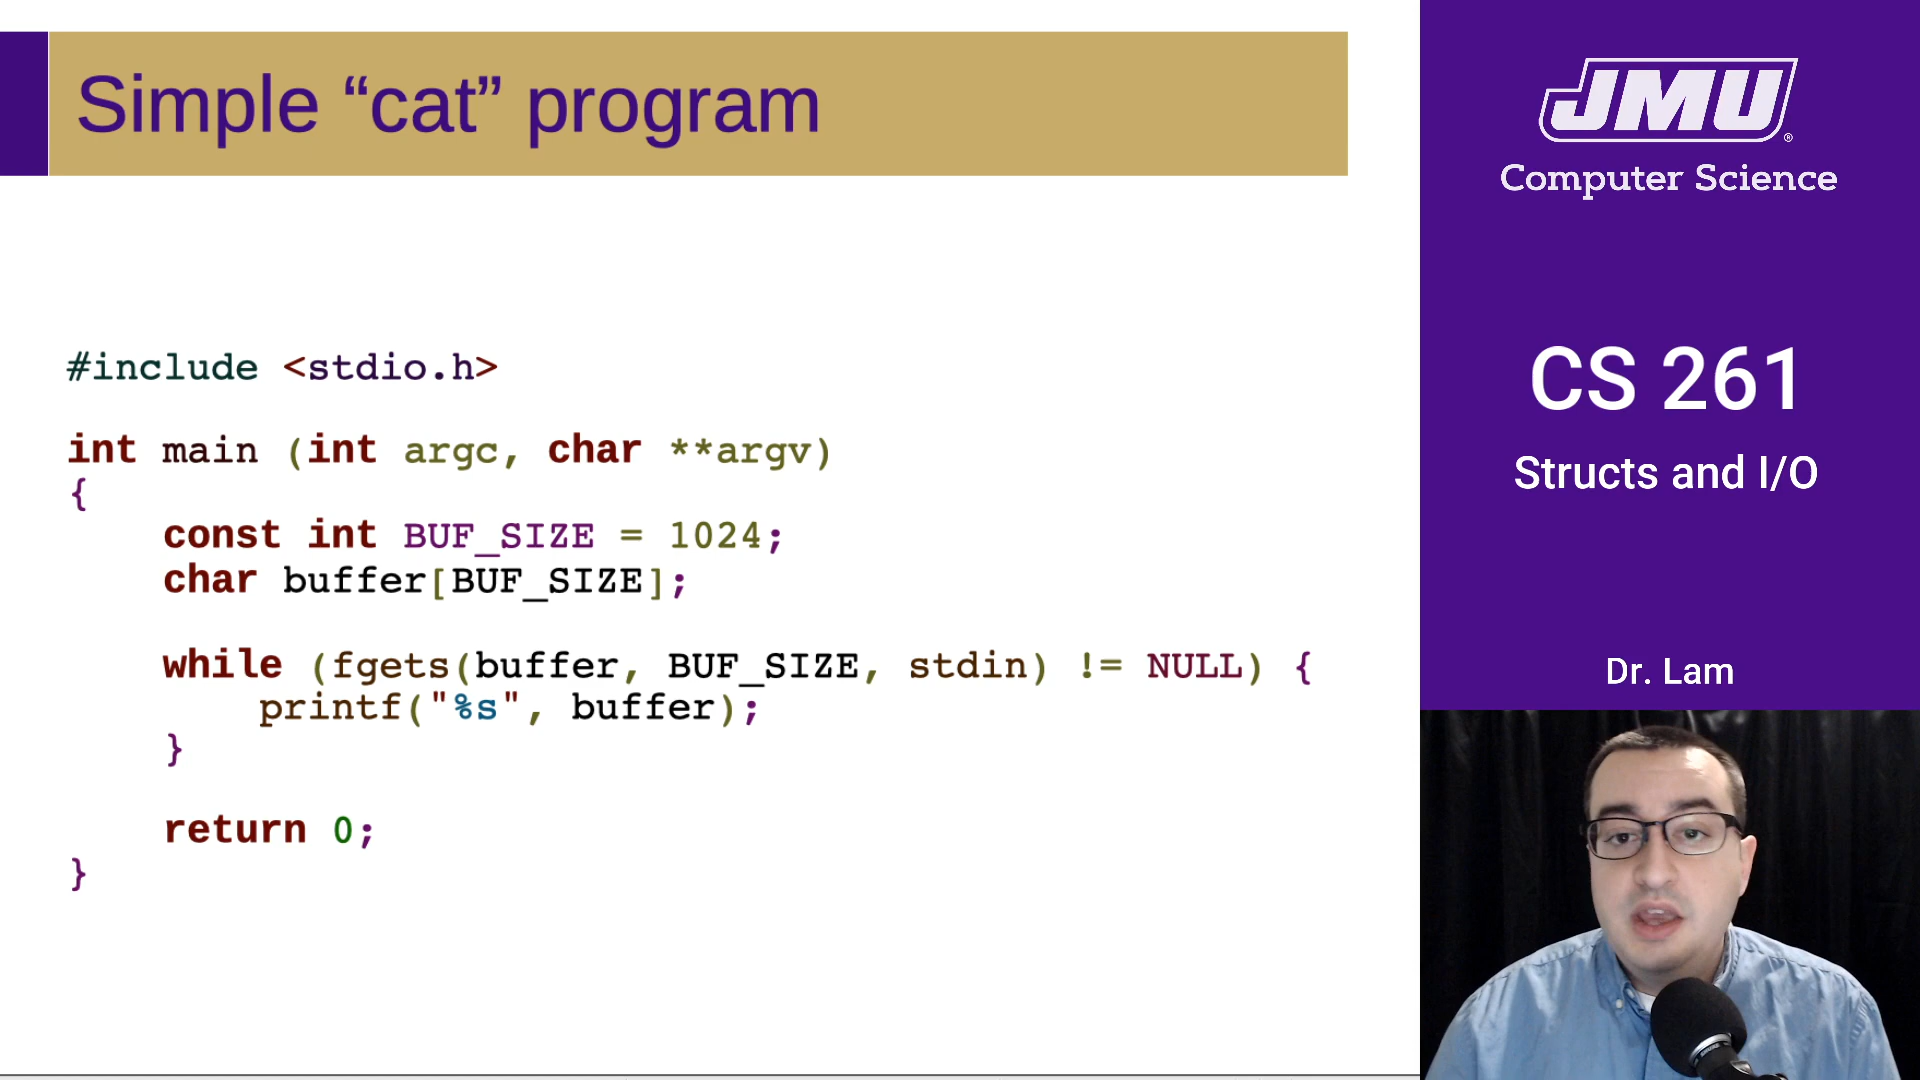 Simple “cat” program
#include <stdio.h>
int main (int argc, char **argv)
{
    const int BUF_SIZE = 1024;
    char buffer[BUF_SIZE];
    while (fgets(buffer, BUF_SIZE, stdin) != NULL) {
        printf("%s", buffer);
    }
    return 0;
}
JMU®
Computer Science
CS 261
Structs and I/O
Dr. Lam